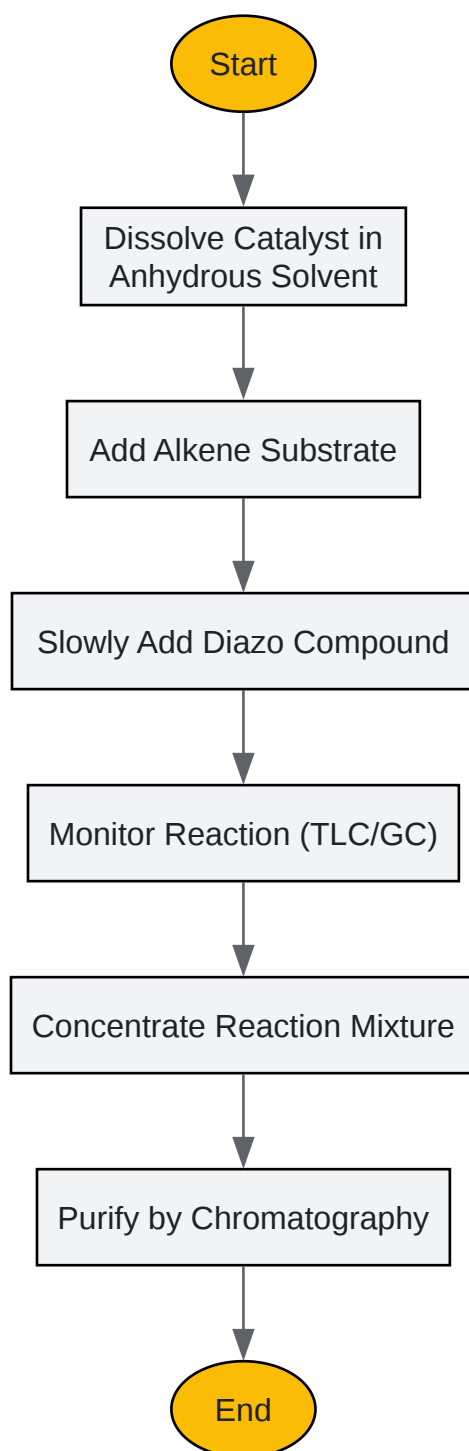 Start
Dissolve Catalyst in
Anhydrous Solvent
Add Alkene Substrate
Slowly Add Diazo Compound
Monitor Reaction (TLC/GC)
Concentrate Reaction Mixture
Purify by Chromatography
End